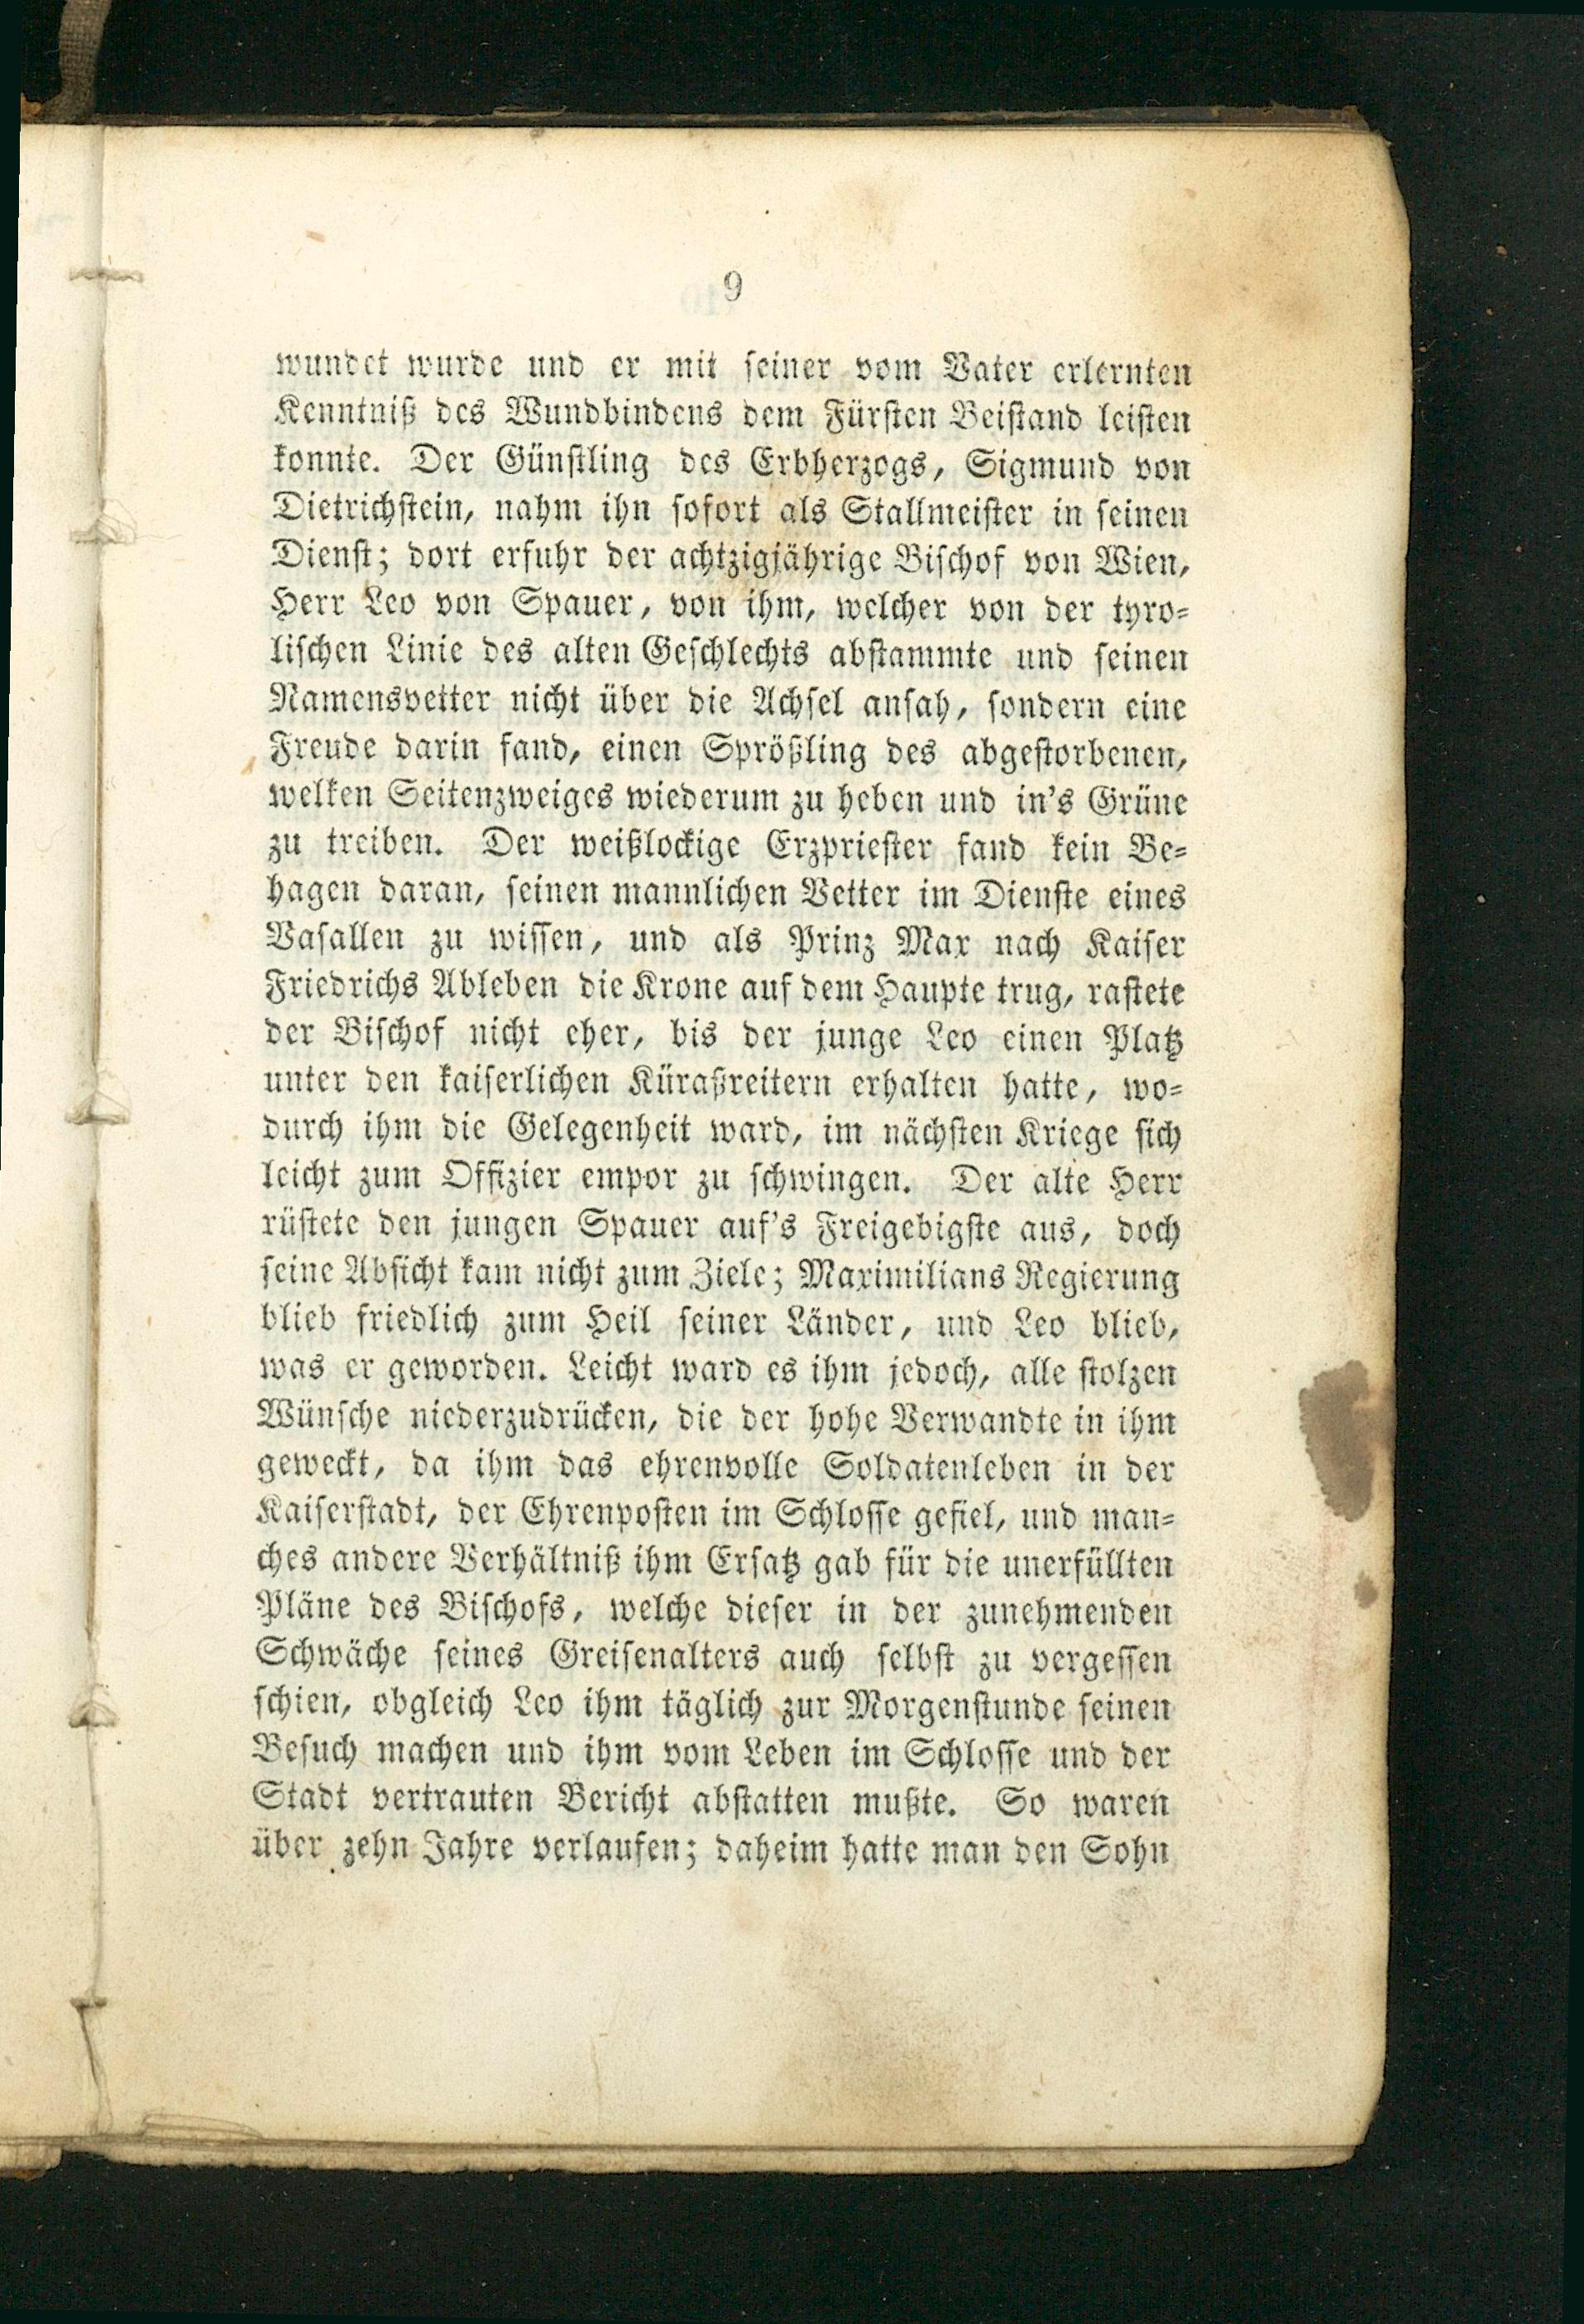 9
wundet wurde und er mit seiner vom Vater erlernten
Kenntniß des Wundbindens dem Fürsten Beistand leisten
konnte. Der Günstling des Erbherzogs, Sigmund von
Dietrichstein, nahm ihn sofort als Stallmeister in seinen
Dienst; dort erfuhr der achtzigjährige Bischof von Wien,
Herr Leo von Spauer, von ihm, welcher von der tyro-
lischen Linie des alten Geschlechts abstammte und seinen
Namensvetter nicht über die Achsel ansah, sondern eine
Freude darin fand, einen Sprößling des abgestorbenen,
welken Seitenzweiges wiederum zu heben und in's Grüne
zu treiben. Der weißlockige Erzpriester fand kein Be-
hagen daran, seinen mannlichen Vetter im Dienste eines
Vasallen zu wissen, und als Prinz Max nach Kaiser
Friedrichs Ableben die Krone auf dem Haupte trug, rastete
der Bischof nicht eher, bis der junge Leo einen Platz
unter den kaiserlichen Küraßreitern erhalten hatte, wo-
durch ihm die Gelegenheit ward, im nächsten Kriege sich
leicht zum Offizier empor zu schwingen. Der alte Herr
rüstete den jungen Spauer auf's Freigebigste aus, doch
seine Absicht kam nicht zum Ziele; Maximilians Regierung
blieb friedlich zum Heil seiner Länder, und Leo blieb,
was er geworden. Leicht ward es ihm jedoch, alle stolzen
Wünsche niederzudrücken, die der hohe Verwandte in ihm
geweckt, da ihm das ehrenvolle Soldatenleben in der
Kaiserstadt, der Ehrenposten im Schlosse gefiel, und man-
ches andere Verhältniß ihm Ersatz gab für die unerfüllten
Pläne des Bischofs, welche dieser in der zunehmenden
Schwäche seines Greisenalters auch selbst zu vergessen
schien, obgleich Leo ihm täglich zur Morgenstunde seinen
Besuch machen und ihm vom Leben im Schlosse und der
Stadt vertrauten Bericht abstatten mußte. So waren
über zehn Jahre verlaufen; daheim hatte man den Sohn